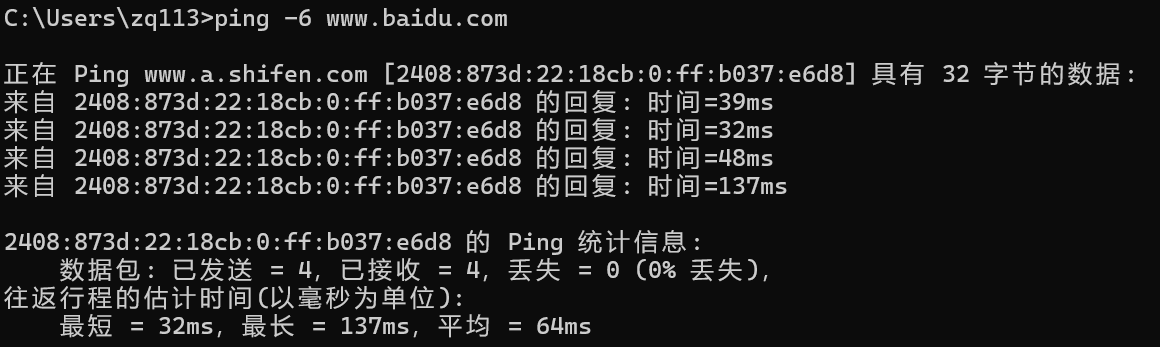 C:\Users\zq113>ping -6 www.baidu.com
正在 Ping www.a.shifen.com [2408:873d:22:18cb:0:ff:b037:e6d8] 具有 32 字节的数据:
来自 2408:873d:22:18cb:0:ff:b037:e6d8 的回复: 时间=39ms
来自 2408:873d:22:18cb:0:ff:b037:e6d8 的回复: 时间=32ms
来自 2408:873d:22:18cb:0:ff:b037:e6d8 的回复: 时间=48ms
来自 2408:873d:22:18cb:0:ff:b037:e6d8 的回复: 时间=137ms
2408:873d:22:18cb:0:ff:b037:e6d8 的 Ping 统计信息:
    数据包: 已发送 = 4, 已接收 = 4, 丢失 = 0 (0% 丢失),
往返行程的估计时间(以毫秒为单位):
    最短 = 32ms, 最长 = 137ms, 平均 = 64ms